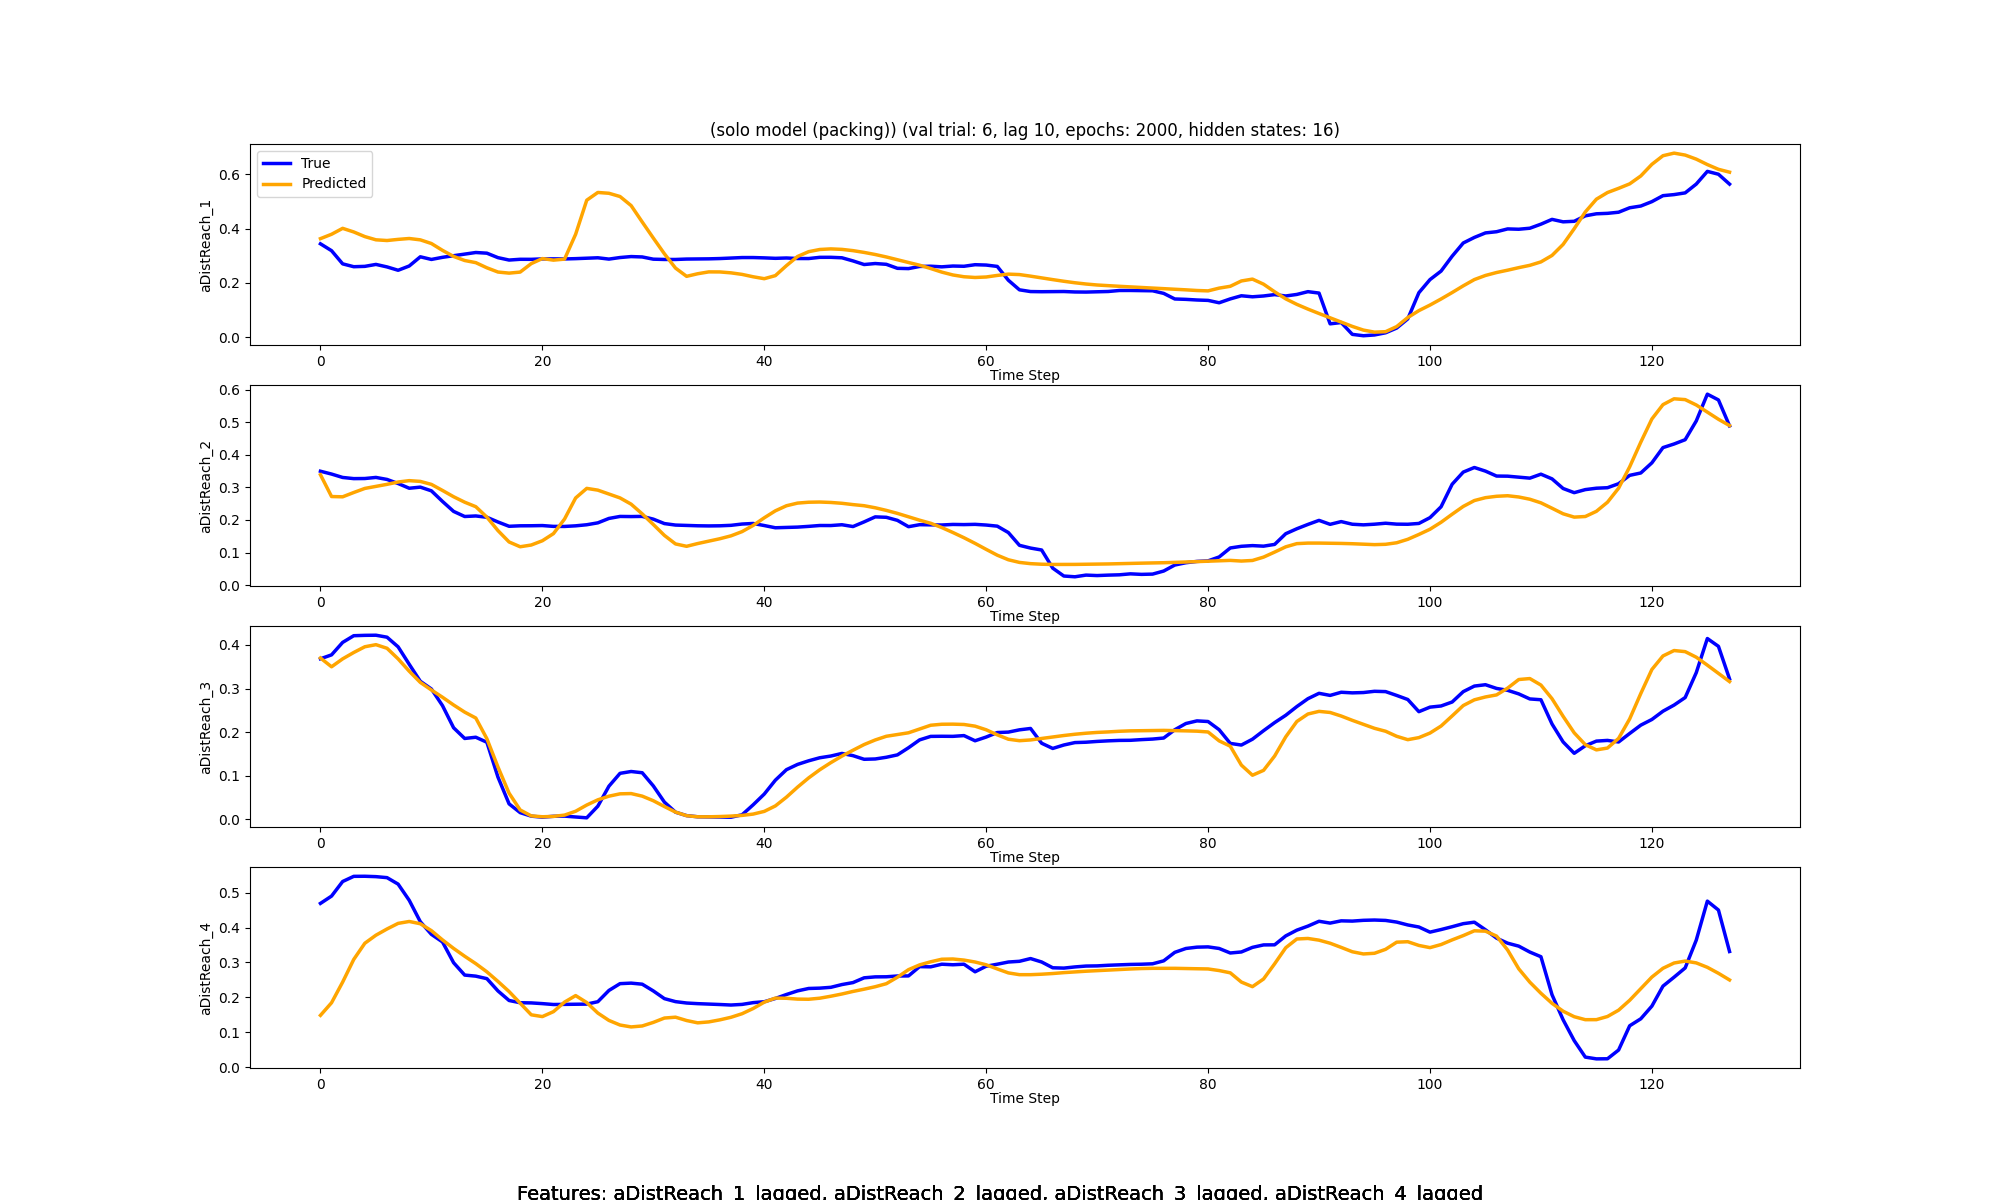 (solo model (packing)) (val trial: 6, lag 10, epochs: 2000, hidden states: 16)
True
Predicted
aDistReach_1
0.6
0.4
0.2
0.0
0 20 40 60 80 100 120
Time Step
aDistReach_2
0.6
0.5
0.4
0.3
0.2
0.1
0.0
0 20 40 60 80 100 120
Time Step
aDistReach_3
0.4
0.3
0.2
0.1
0.0
0 20 40 60 80 100 120
Time Step
aDistReach_4
0.5
0.4
0.3
0.2
0.1
0.0
0 20 40 60 80 100 120
Time Step
Features: aDistReach_1_lagged, aDistReach_2_lagged, aDistReach_3_lagged, aDistReach_4_lagged